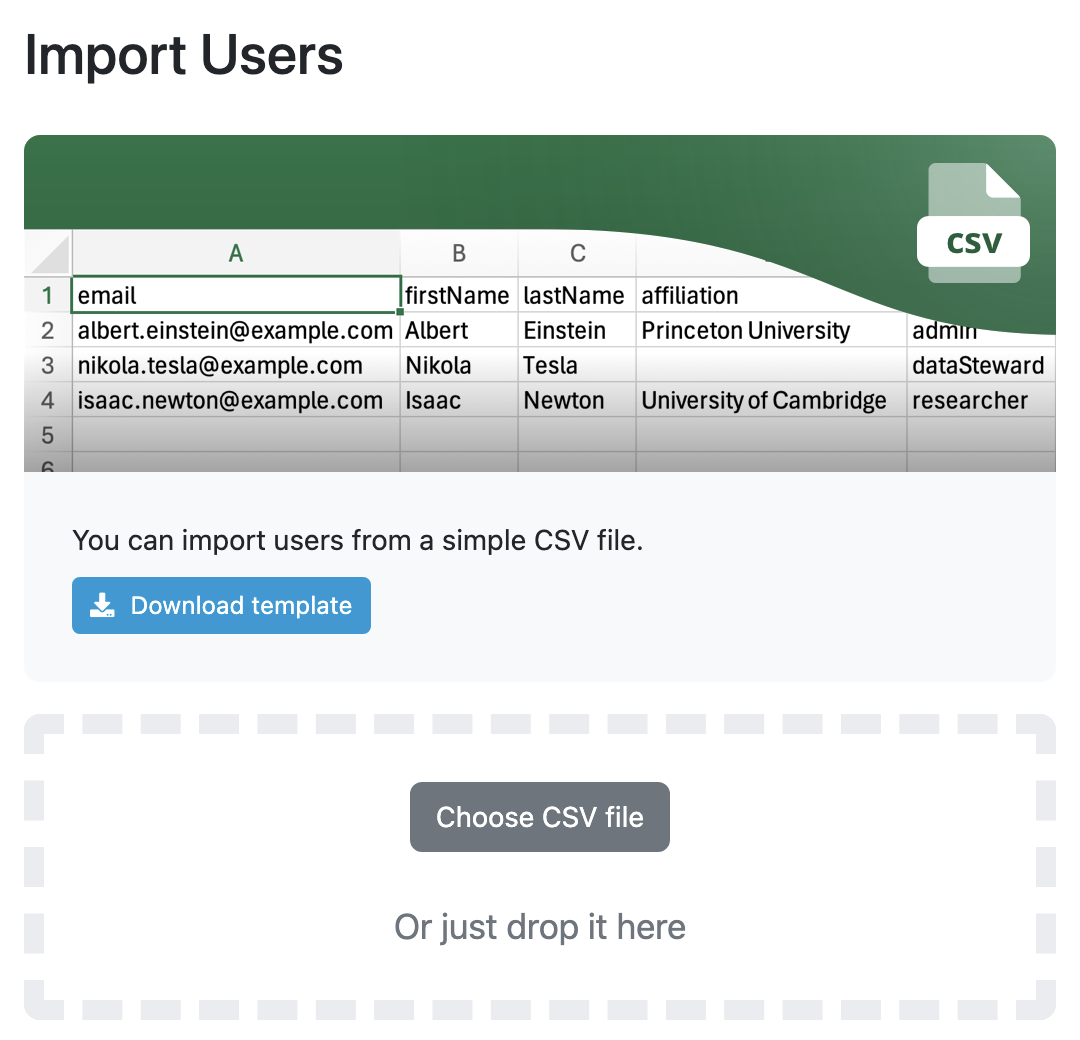 Import Users
CSV
A B C
1 email firstName lastName affiliation
2 albert.einstein@example.com Albert Einstein Princeton University admin
3 nikola.tesla@example.com Nikola Tesla dataSteward
4 isaac.newton@example.com Isaac Newton University of Cambridge researcher
5
6
You can import users from a simple CSV file.
Download template
Choose CSV file
Or just drop it here